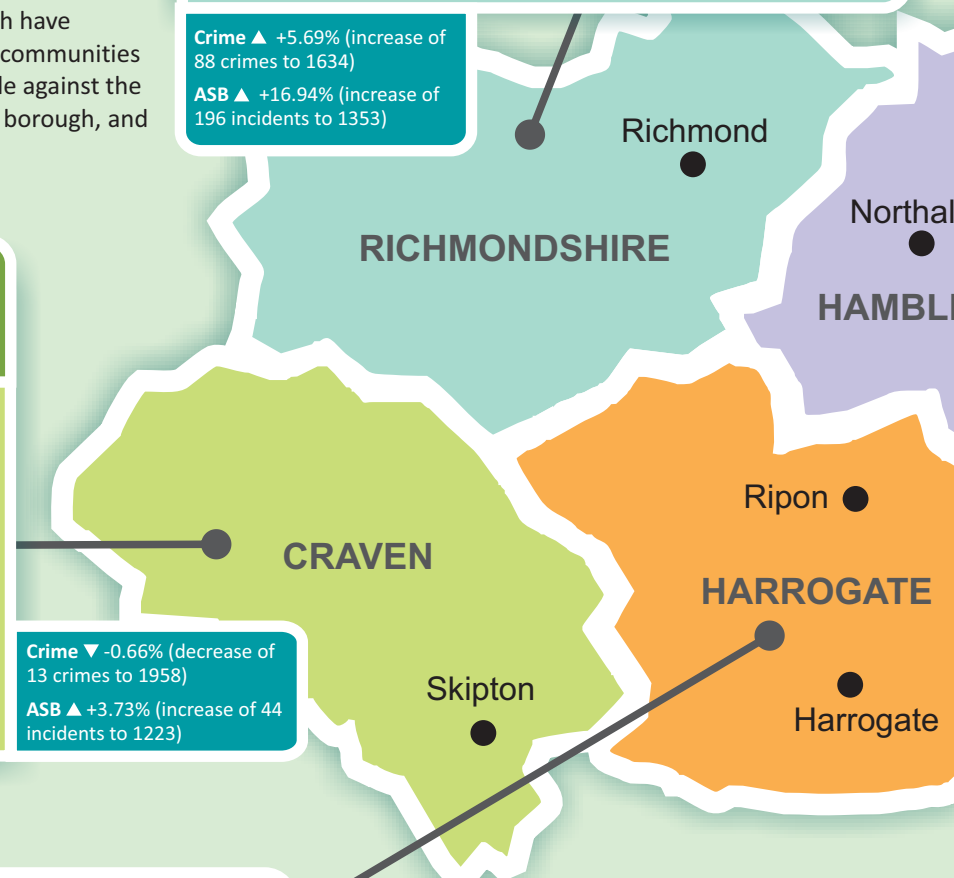 h have
communities
le against the
borough, and
Crime ▲ +5.69% (increase of
88 crimes to 1634)
ASB ▲ +16.94% (increase of
196 incidents to 1353)
Richmond
RICHMONDSHIRE
Northal
HAMBL
CRAVEN
Ripon
HARROGATE
Crime ▼ -0.66% (decrease of
13 crimes to 1958)
ASB ▲ +3.73% (increase of 44
incidents to 1223)
Skipton
Harrogate